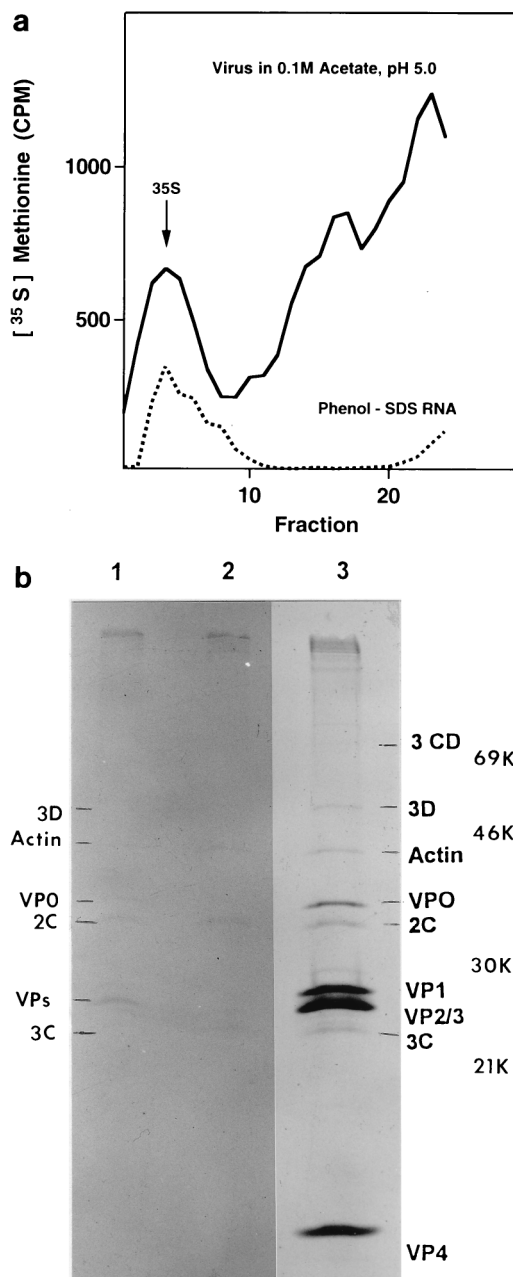 a
Virus in 0.1M Acetate, pH 5.0
[ 35 S ] Methionine (CPM)
1000
35S
500
Phenol - SDS RNA
10
20
Fraction
b
1 2 3
3 CD
69K
3D
3D
46K
Actin
Actin
VP0
VPO
2C
2C
30K
VP1
VPs
VP2/3
3C
3C
21K
VP4